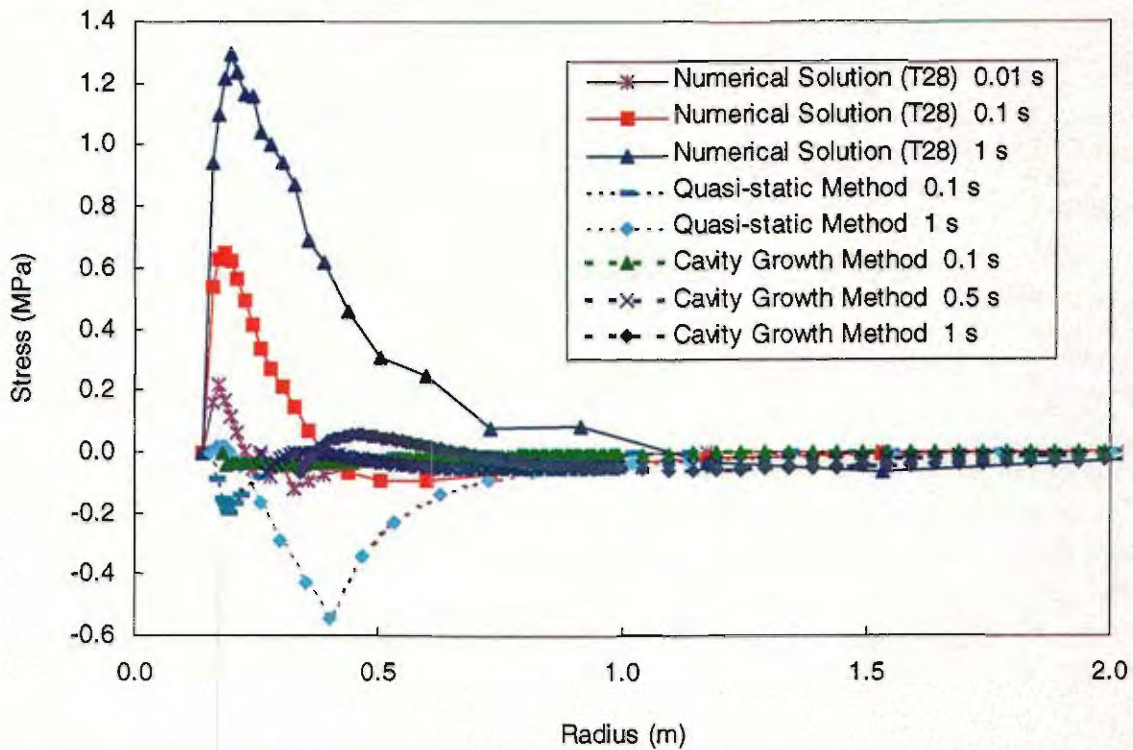 1.4
1.2
1.0
0.8
0.6
0.4
0.2
0.0
-0.2
-0.4
-0.6
Stress (MPa)
Numerical Solution (T28) 0.01 s
Numerical Solution (T28) 0.1 s
Numerical Solution (T28) 1 s
Quasi-static Method 0.1 s
Quasi-static Method 1 s
Cavity Growth Method 0.1 s
Cavity Growth Method 0.5 s
Cavity Growth Method 1 s
0.0 0.5 1.0 1.5 2.0
Radius (m)